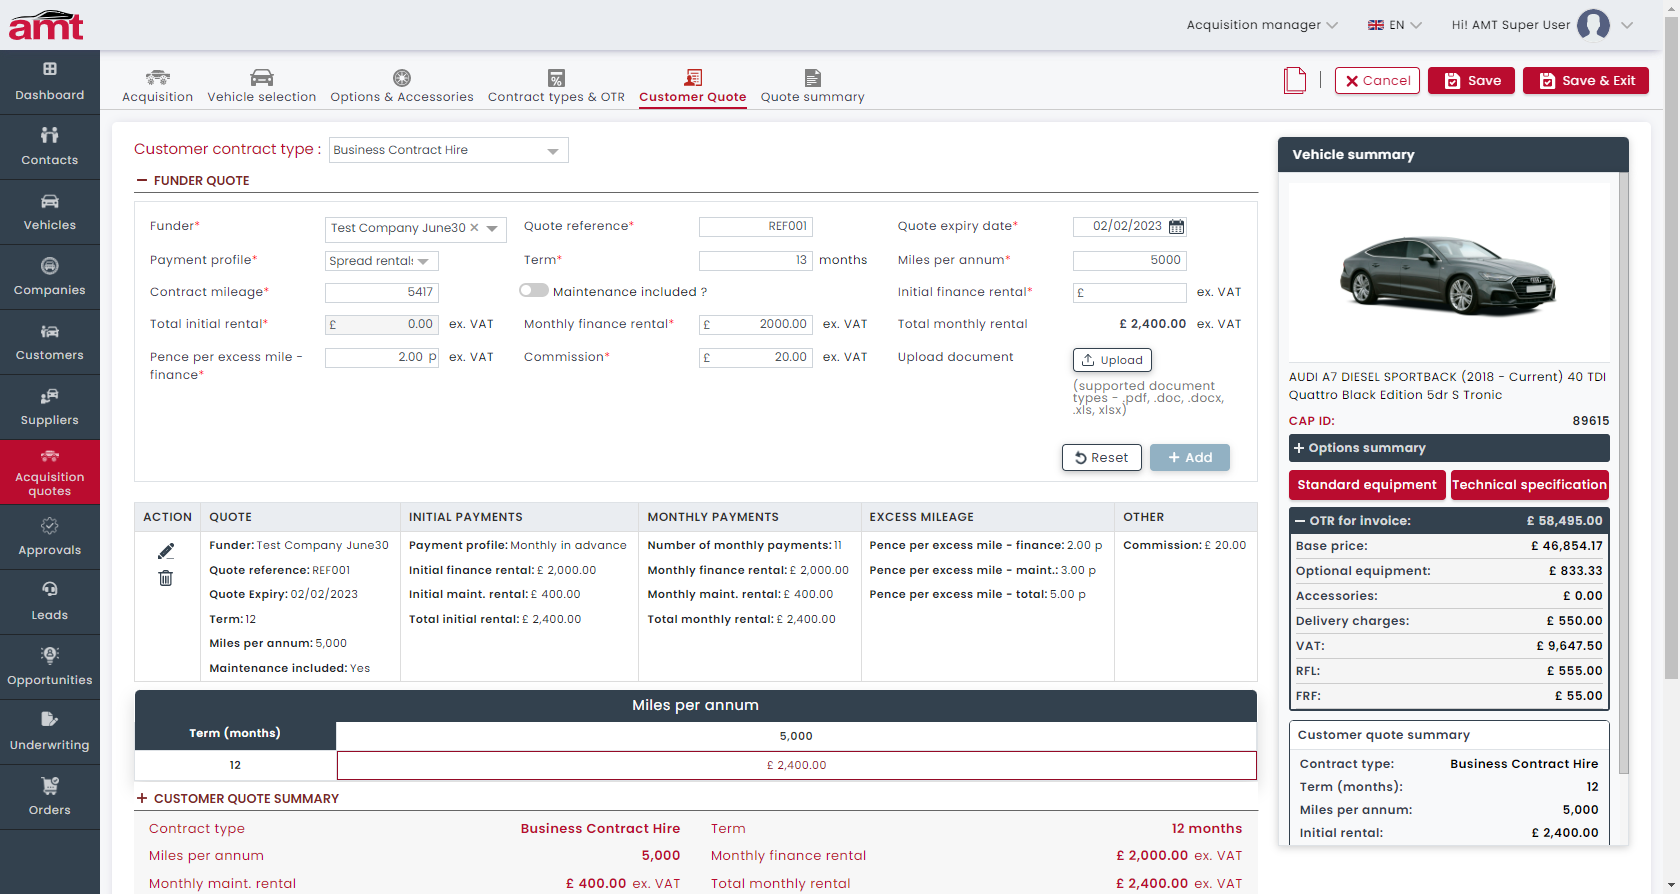 amt
Acquisition manager
EN
Hi! AMT Super User
Dashboard
Contacts
Vehicles
Companies
Customers
Suppliers
Acquisition
quotes
Approvals
Leads
Opportunities
Underwriting
Orders
Acquisition
Vehicle selection
Options & Accessories
Contract types & OTR
Customer Quote
Quote summary
Cancel
Save
Save & Exit
Customer contract type :
Business Contract Hire
FUNDER QUOTE
Funder*
Test Company June30
Quote reference*
REF001
Quote expiry date*
02/02/2023
Payment profile*
Spread rentals
Term*
13
months
Miles per annum*
5000
Contract mileage*
5417
Maintenance included ?
Initial finance rental*
£
ex. VAT
Total initial rental*
£ 0.00
ex. VAT
Monthly finance rental*
£ 2000.00
ex. VAT
Total monthly rental
£ 2,400.00 ex. VAT
Pence per excess mile -
finance*
2.00 p
ex. VAT
Commission*
£ 20.00
ex. VAT
Upload document
Upload
(supported document
types - .pdf, .doc, .docx,
.xls, xlsx)
Reset
+ Add
ACTION
QUOTE
INITIAL PAYMENTS
MONTHLY PAYMENTS
EXCESS MILEAGE
OTHER
Funder: Test Company June30
Quote reference: REF001
Quote Expiry: 02/02/2023
Term: 12
Miles per annum: 5,000
Maintenance included: Yes
Payment profile: Monthly in advance
Initial finance rental: £ 2,000.00
Initial maint. rental: £ 400.00
Total initial rental: £ 2,400.00
Number of monthly payments: 11
Monthly finance rental: £ 2,000.00
Monthly maint. rental: £ 400.00
Total monthly rental: £ 2,400.00
Pence per excess mile - finance: 2.00 p
Pence per excess mile - maint.: 3.00 p
Pence per excess mile - total: 5.00 p
Commission: £ 20.00
Miles per annum
Term (months)
5,000
12
£ 2,400.00
CUSTOMER QUOTE SUMMARY
Contract type
Business Contract Hire
Term
12 months
Miles per annum
5,000
Monthly finance rental
£ 2,000.00 ex. VAT
Monthly maint. rental
£ 400.00 ex. VAT
Total monthly rental
£ 2,400.00 ex. VAT
Vehicle summary
AUDI A7 DIESEL SPORTBACK (2018 - Current) 40 TDI
Quattro Black Edition 5dr S Tronic
CAP ID: 89615
Options summary
Standard equipment
Technical specification
OTR for invoice: £ 58,495.00
Base price: £ 46,854.17
Optional equipment: £ 833.33
Accessories: £ 0.00
Delivery charges: £ 550.00
VAT: £ 9,647.50
RFL: £ 555.00
FRF: £ 55.00
Customer quote summary
Contract type: Business Contract Hire
Term (months): 12
Miles per annum: 5,000
Initial rental: £ 2,400.00